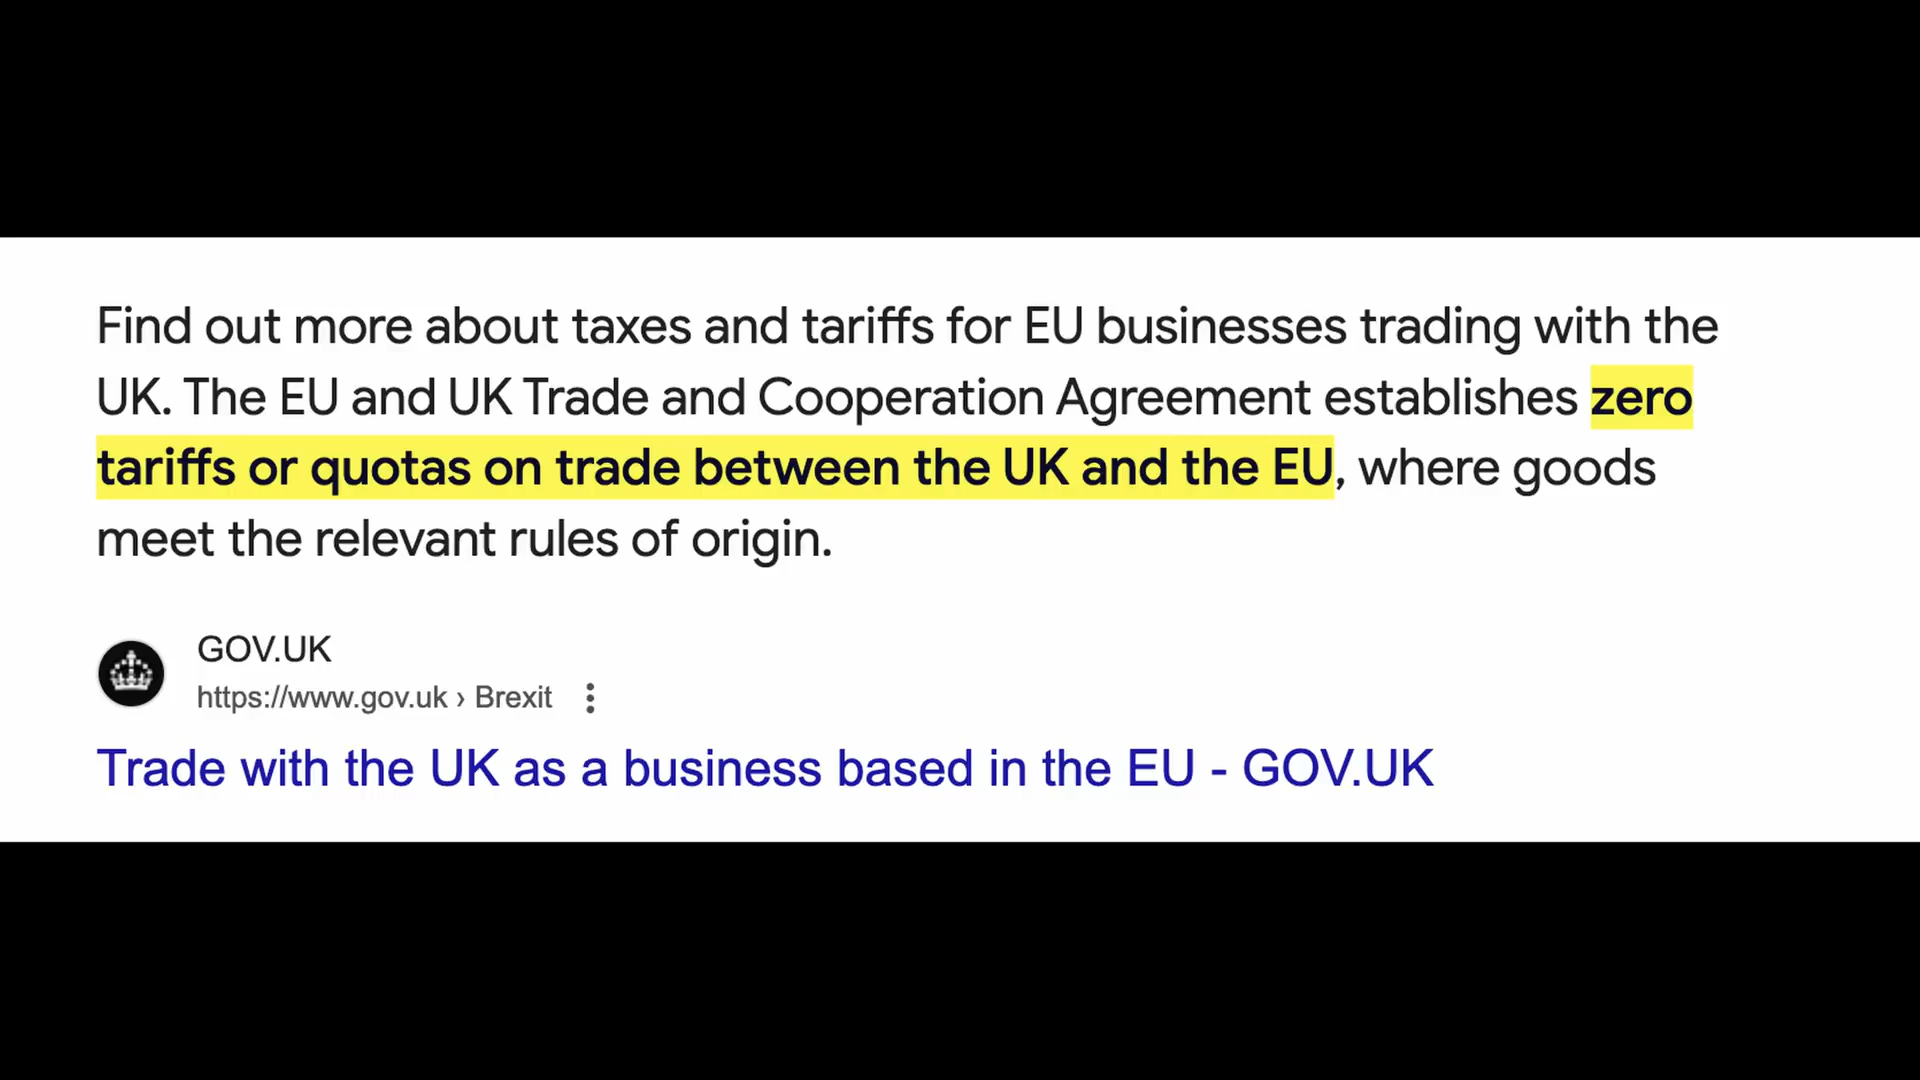 Find out more about taxes and tariffs for EU businesses trading with the
UK. The EU and UK Trade and Cooperation Agreement establishes zero
tariffs or quotas on trade between the UK and the EU, where goods
meet the relevant rules of origin.
GOV.UK
https://www.gov.uk › Brexit
Trade with the UK as a business based in the EU - GOV.UK